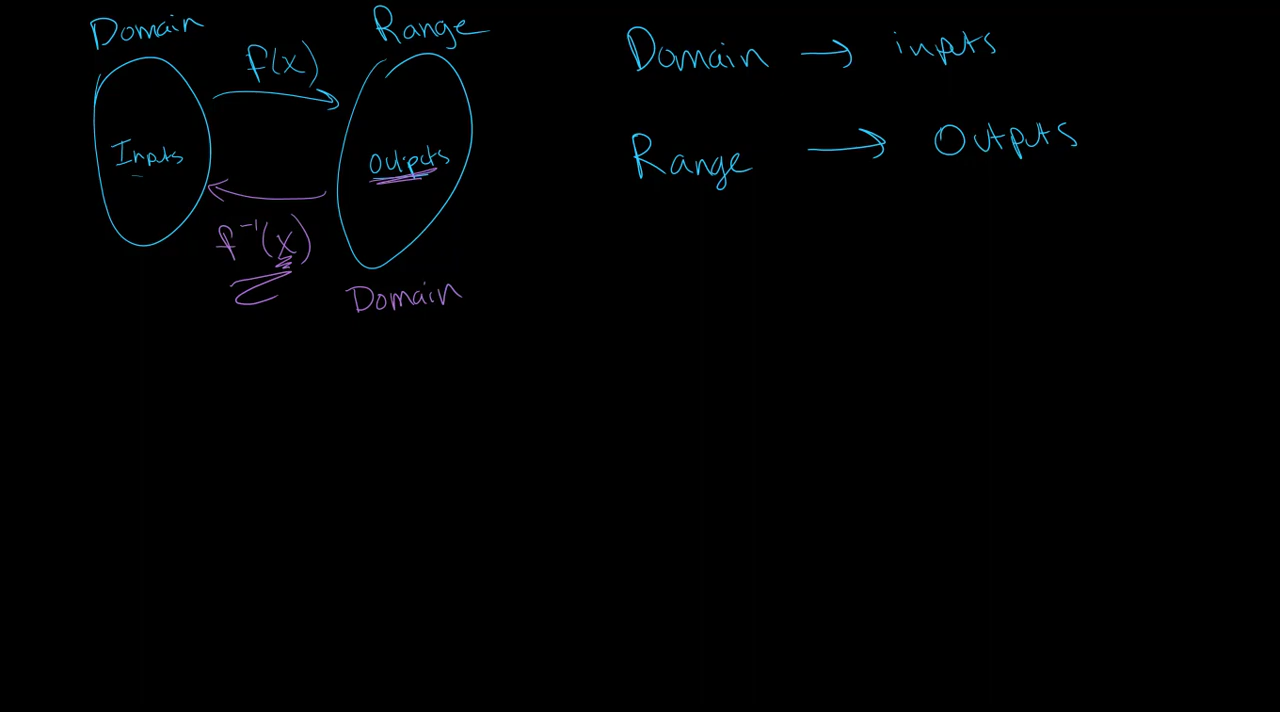 Domain
Range
f(x)
Inputs
Outputs
f⁻¹(x)
Domain
Domain → inputs
Range → Outputs